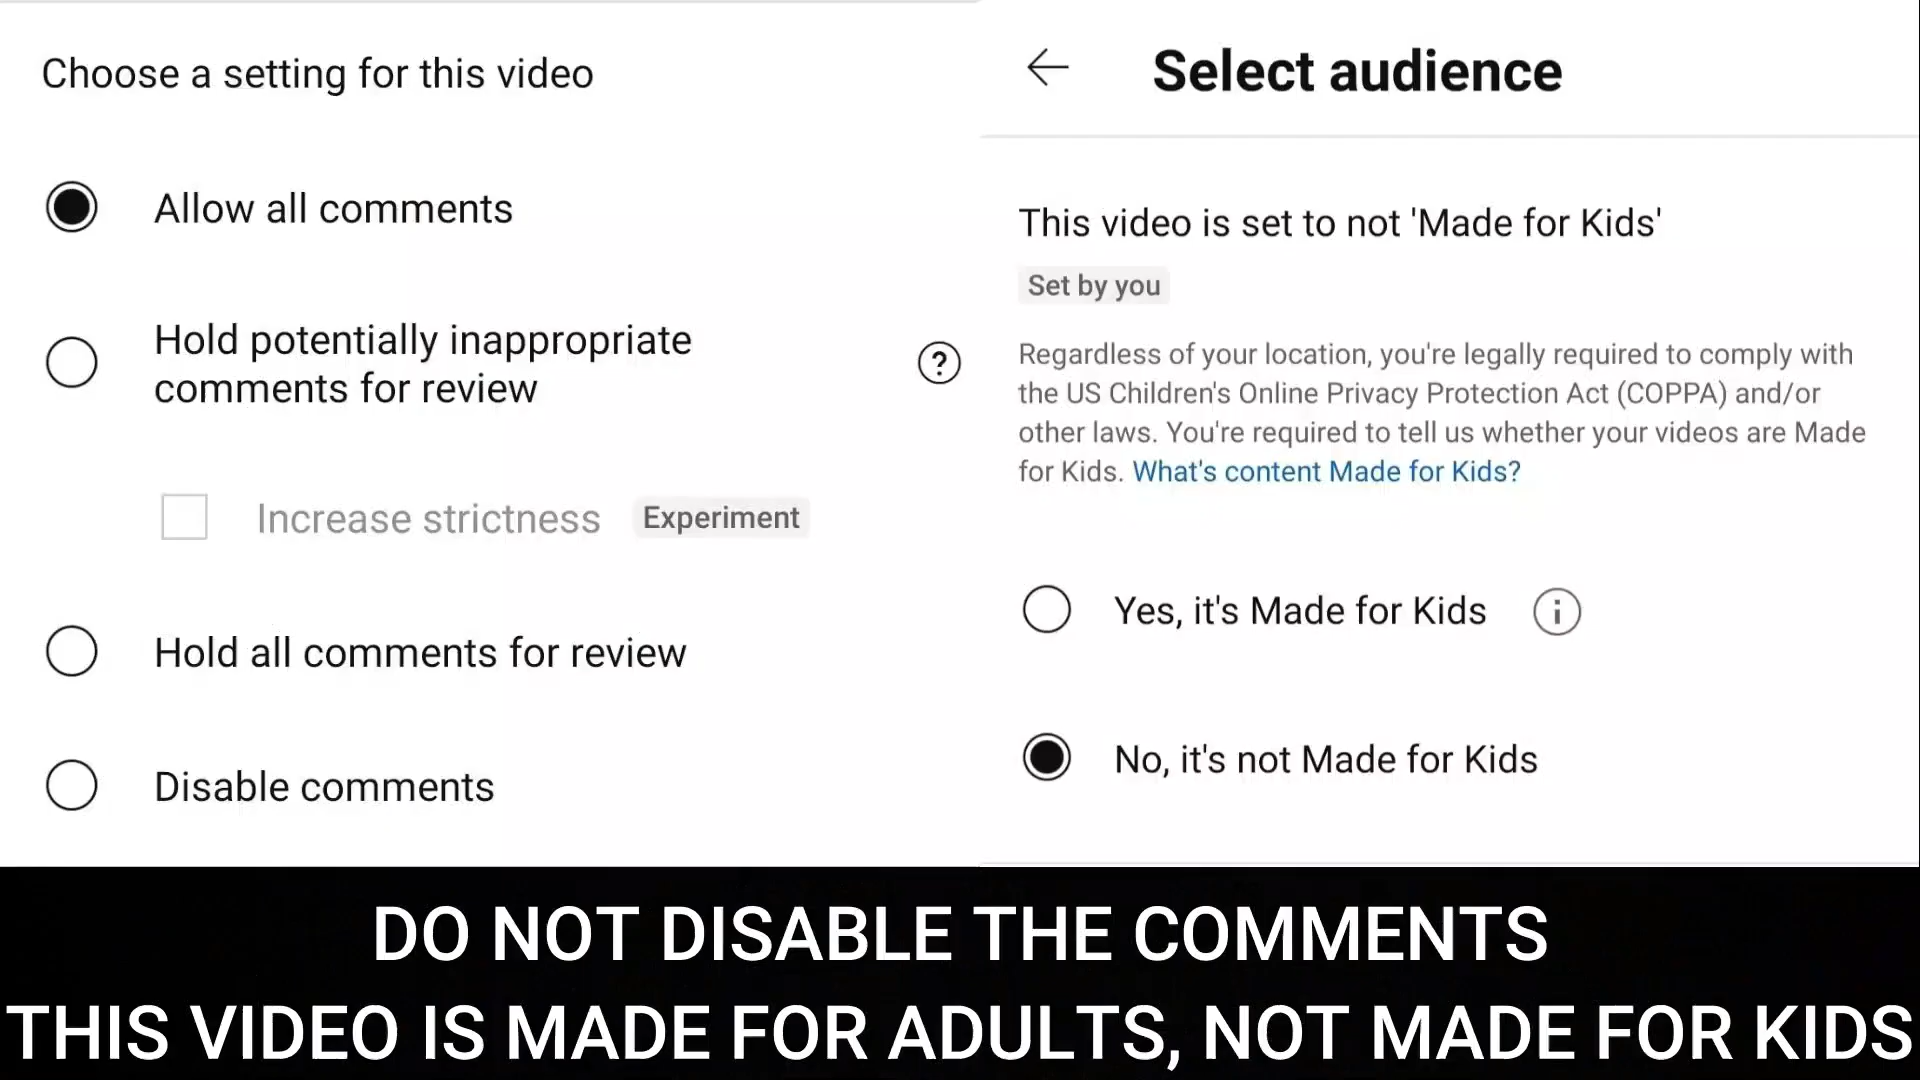 Choose a setting for this video
Allow all comments
Hold potentially inappropriate
comments for review
?
Increase strictness Experiment
Hold all comments for review
Disable comments
Select audience
This video is set to not 'Made for Kids'
Set by you
Regardless of your location, you're legally required to comply with
the US Children's Online Privacy Protection Act (COPPA) and/or
other laws. You're required to tell us whether your videos are Made
for Kids. What's content Made for Kids?
Yes, it's Made for Kids i
No, it's not Made for Kids
DO NOT DISABLE THE COMMENTS
THIS VIDEO IS MADE FOR ADULTS, NOT MADE FOR KIDS